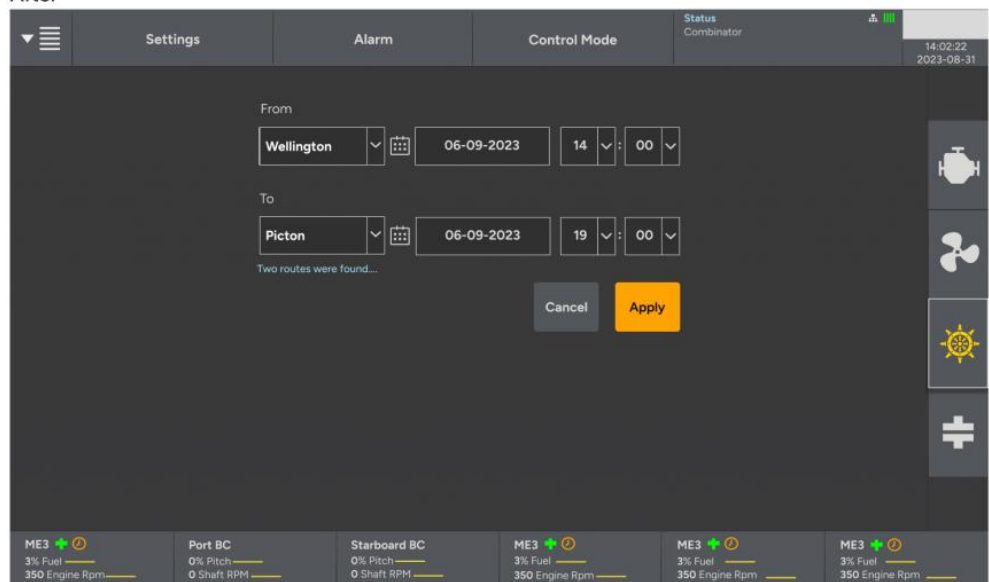 After
Settings
Alarm
Control Mode
Status
Combinator
14:02:22
2023-08-31
From
Wellington
06-09-2023
14 : 00
To
Picton
06-09-2023
19 : 00
Two routes were found....
Cancel
Apply
ME3
3% Fuel
350 Engine Rpm
Port BC
0% Pitch
0 Shaft RPM
Starboard BC
0% Pitch
0 Shaft RPM
ME3
3% Fuel
350 Engine Rpm
ME3
3% Fuel
350 Engine Rpm
ME3
3% Fuel
350 Engine Rpm